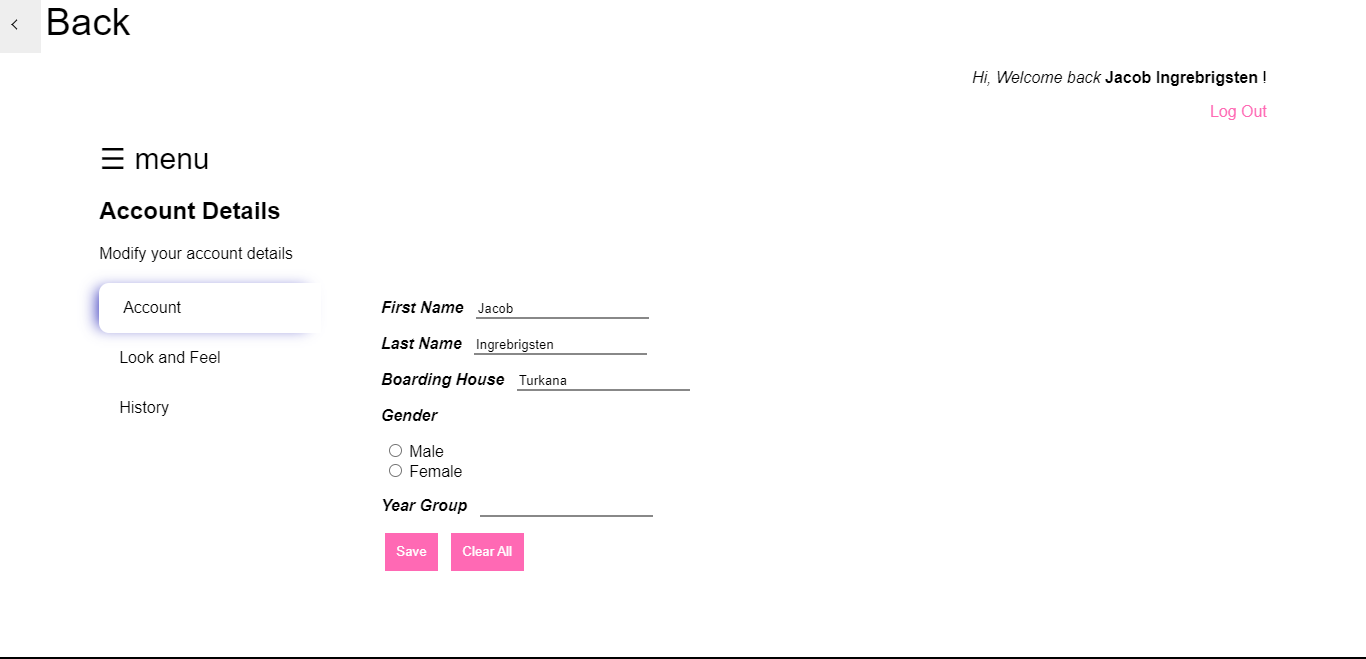 Back
Hi, Welcome back Jacob Ingrebrigsten !
Log Out
☰ menu
Account Details
Modify your account details
Account
Look and Feel
History
First Name Jacob
Last Name Ingrebrigsten
Boarding House Turkana
Gender
Male
Female
Year Group
Save Clear All